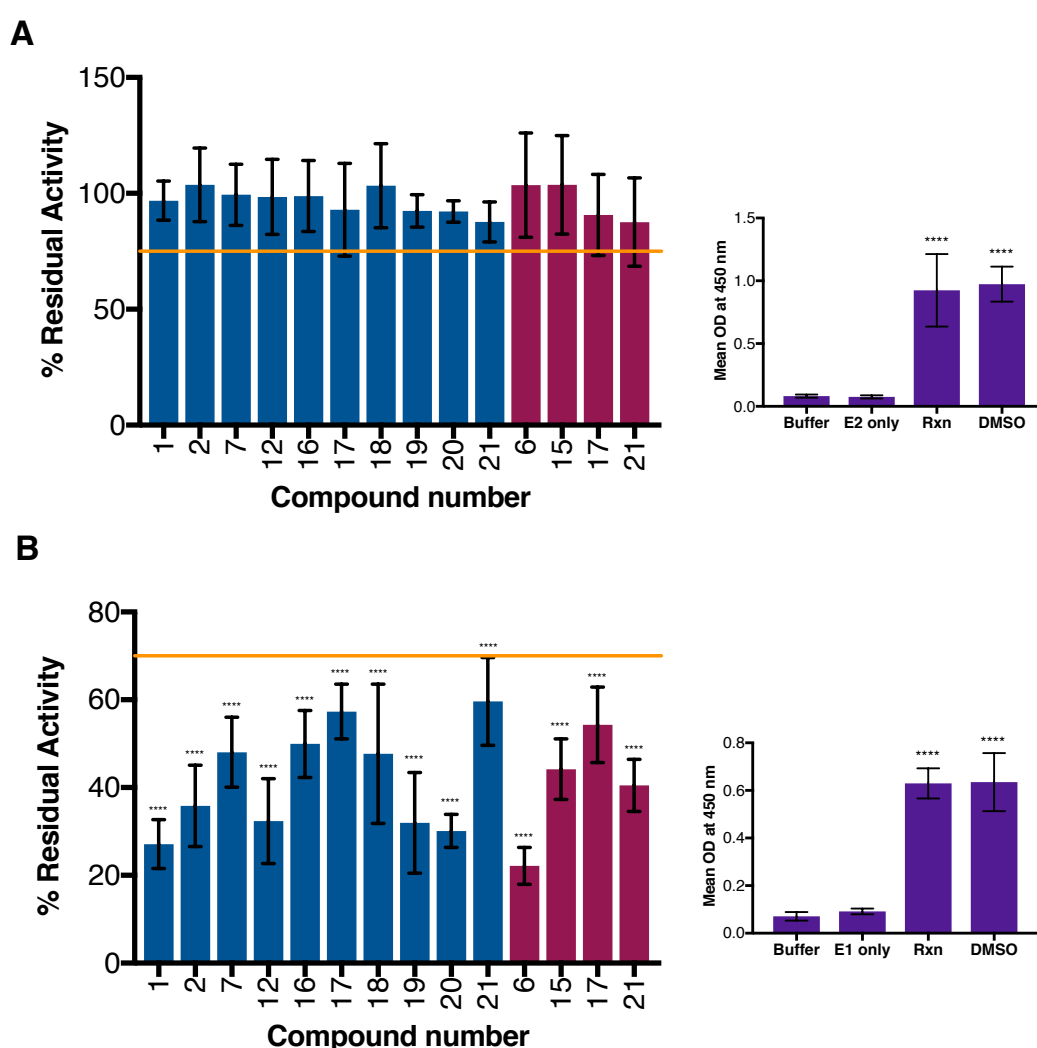 A
% Residual Activity
150
100
50
0
1 2 7 12 16 17 18 19 20 21 6 15 17 21
Compound number
Mean OD at 450 nm
1.5
1.0
0.5
0.0
**** ****
Buffer E2 only Rxn DMSO
B
% Residual Activity
80
60
40
20
0
**** **** **** **** **** **** **** **** **** **** **** **** **** ****
1 2 7 12 16 17 18 19 20 21 6 15 17 21
Compound number
Mean OD at 450 nm
0.8
0.6
0.4
0.2
0.0
**** ****
Buffer E1 only Rxn DMSO